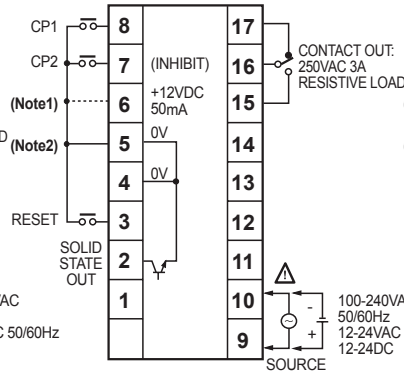 CP1
8
17
CP2
7
(INHIBIT)
16
CONTACT OUT:
250VAC 3A
RESISTIVE LOAD
(Note1)
6
+12VDC
50mA
15
D
(Note2)
5
0V
14
4
0V
13
RESET
3
12
SOLID
STATE
OUT
2
11
VAC
1
10
-
100-240VA
50/60Hz
C 50/60Hz
9
+
12-24VAC
12-24DC
SOURCE